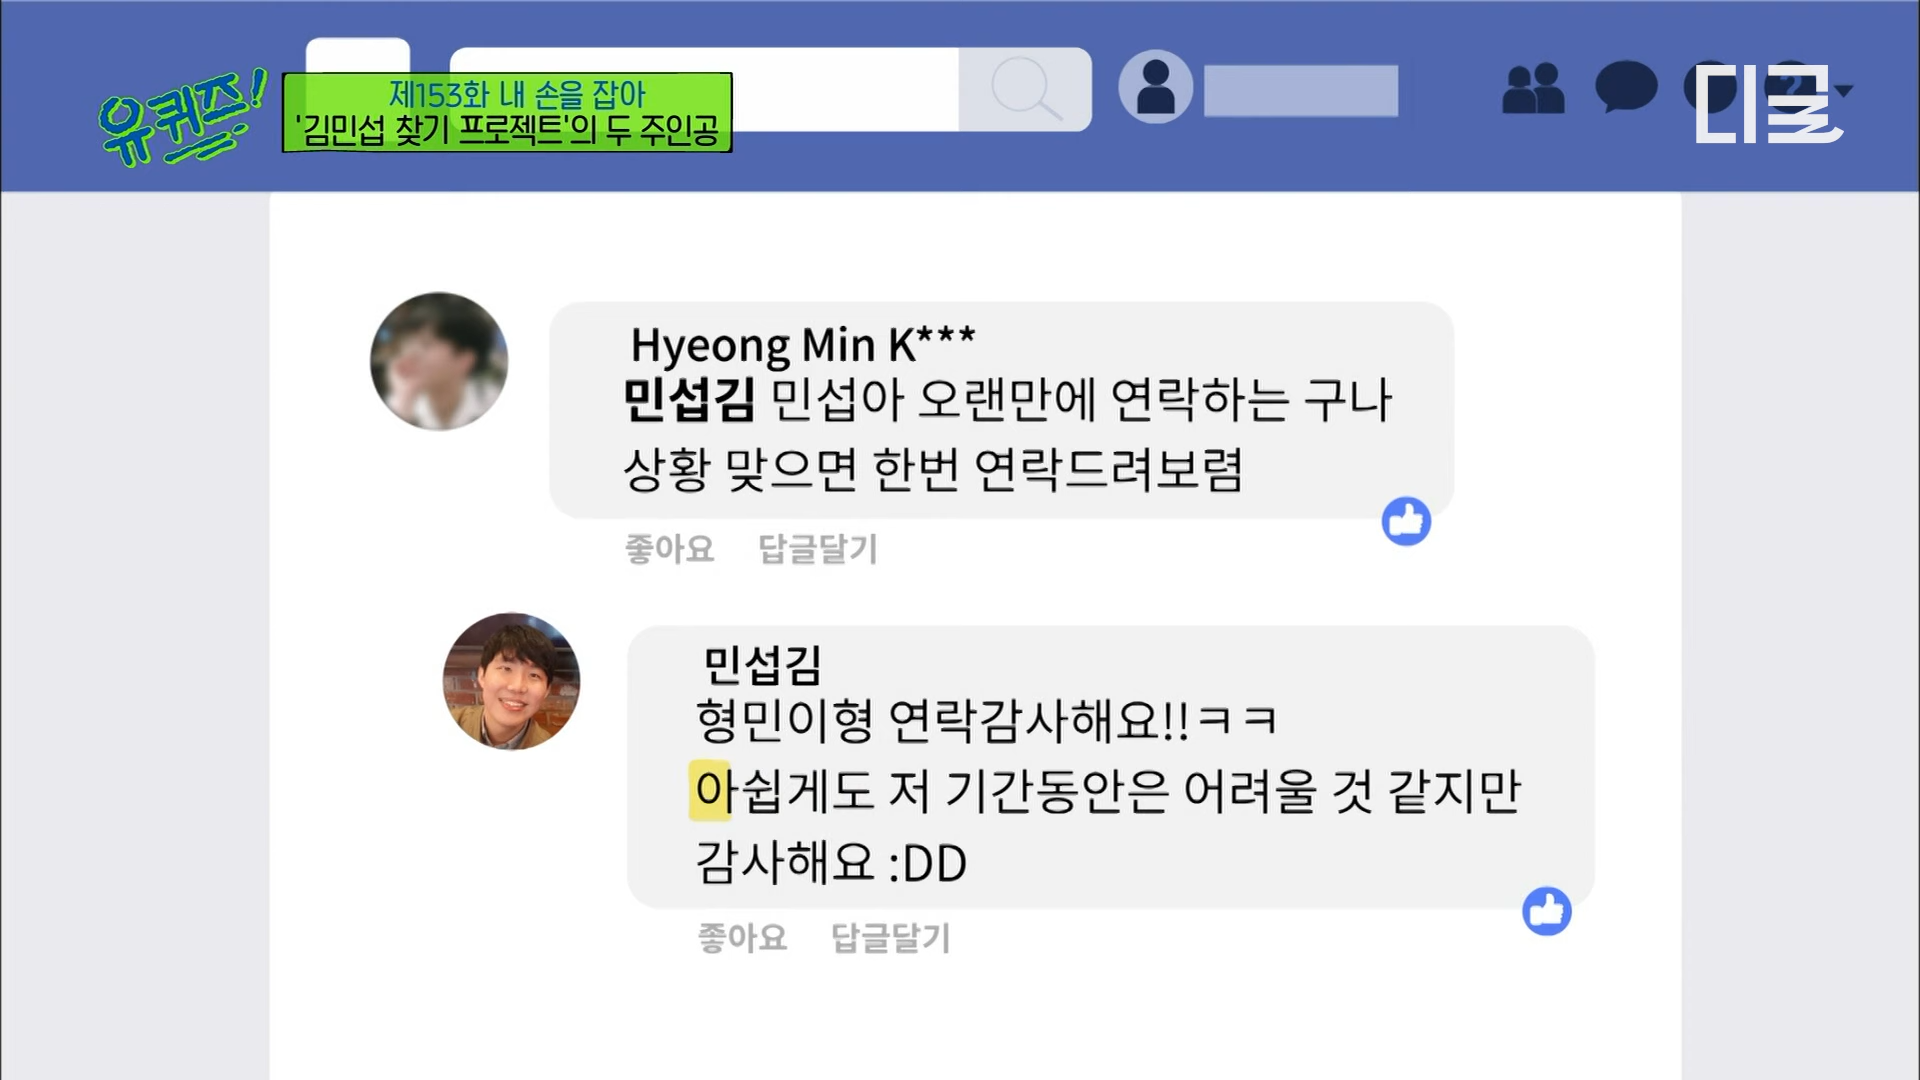 유퀴즈!
제153화 내 손을 잡아
'김민섭 찾기 프로젝트'의 두 주인공
?
디글
Hyeong Min K***
민섭김 민섭아 오랜만에 연락하는 구나
상황 맞으면 한번 연락드려보렴
좋아요 답글달기
민섭김
형민이형 연락감사해요!!ㅋㅋ
아쉽게도 저 기간동안은 어려울 것 같지만
감사해요 :DD
좋아요 답글달기